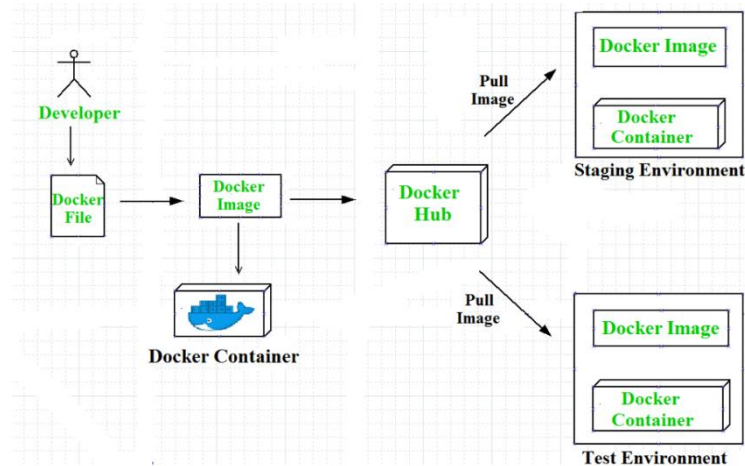 Developer
Docker
File
Docker
Image
Docker Container
Docker
Hub
Pull
Image
Docker Image
Docker
Container
Staging Environment
Pull
Image
Docker Image
Docker
Container
Test Environment